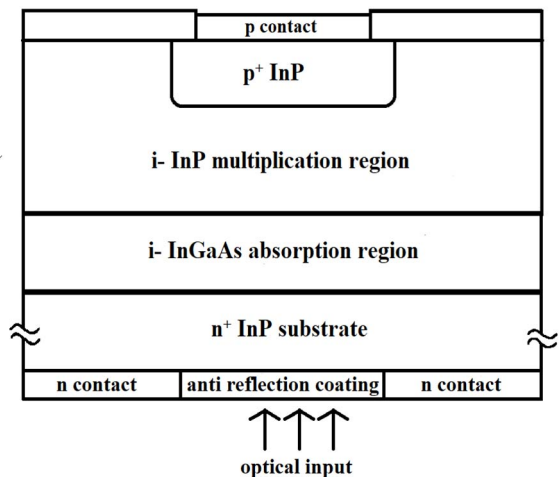 p contact
p⁺ InP
i- InP multiplication region
i- InGaAs absorption region
n⁺ InP substrate
n contact anti reflection coating n contact
optical input